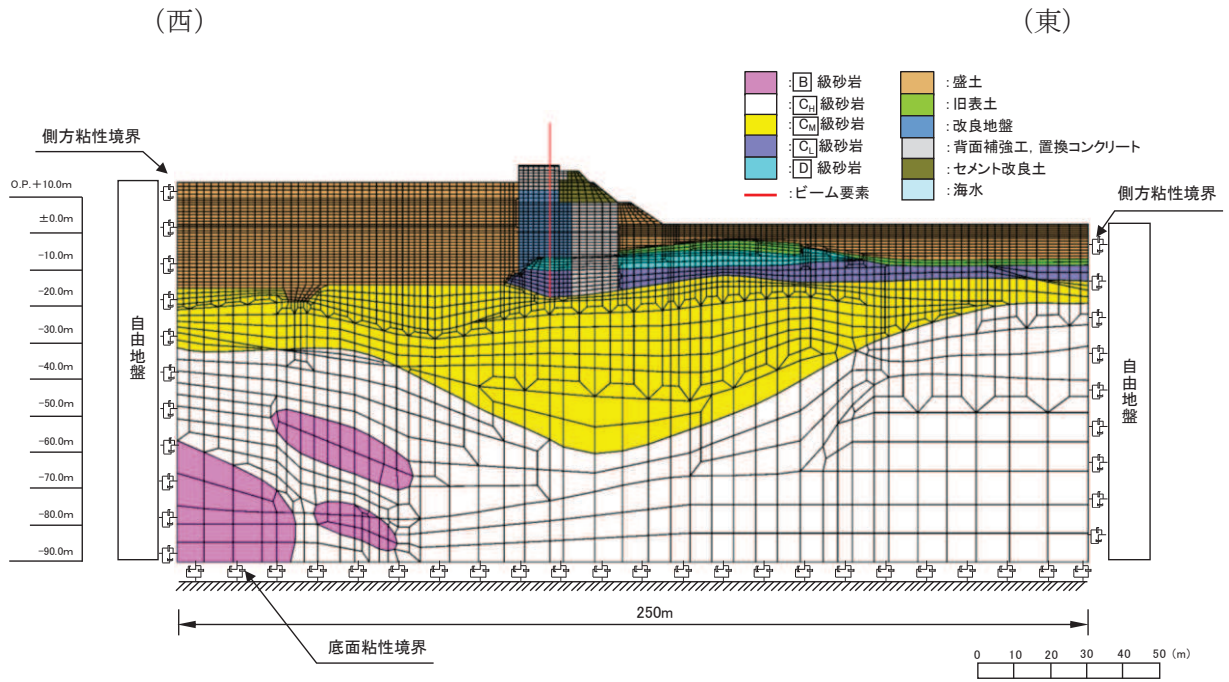 (西)
(東)
B 級砂岩
CH 級砂岩
CM 級砂岩
CL 級砂岩
D 級砂岩
:ビーム要素
:盛土
:旧表土
:改良地盤
:背面補強工, 置換コンクリート
:セメント改良土
:海水
側方粘性境界
側方粘性境界
O.P.+10.0m
±0.0m
-10.0m
-20.0m
-30.0m
-40.0m
-50.0m
-60.0m
-70.0m
-80.0m
-90.0m
自由地盤
自由地盤
250m
底面粘性境界
0 10 20 30 40 50 (m)